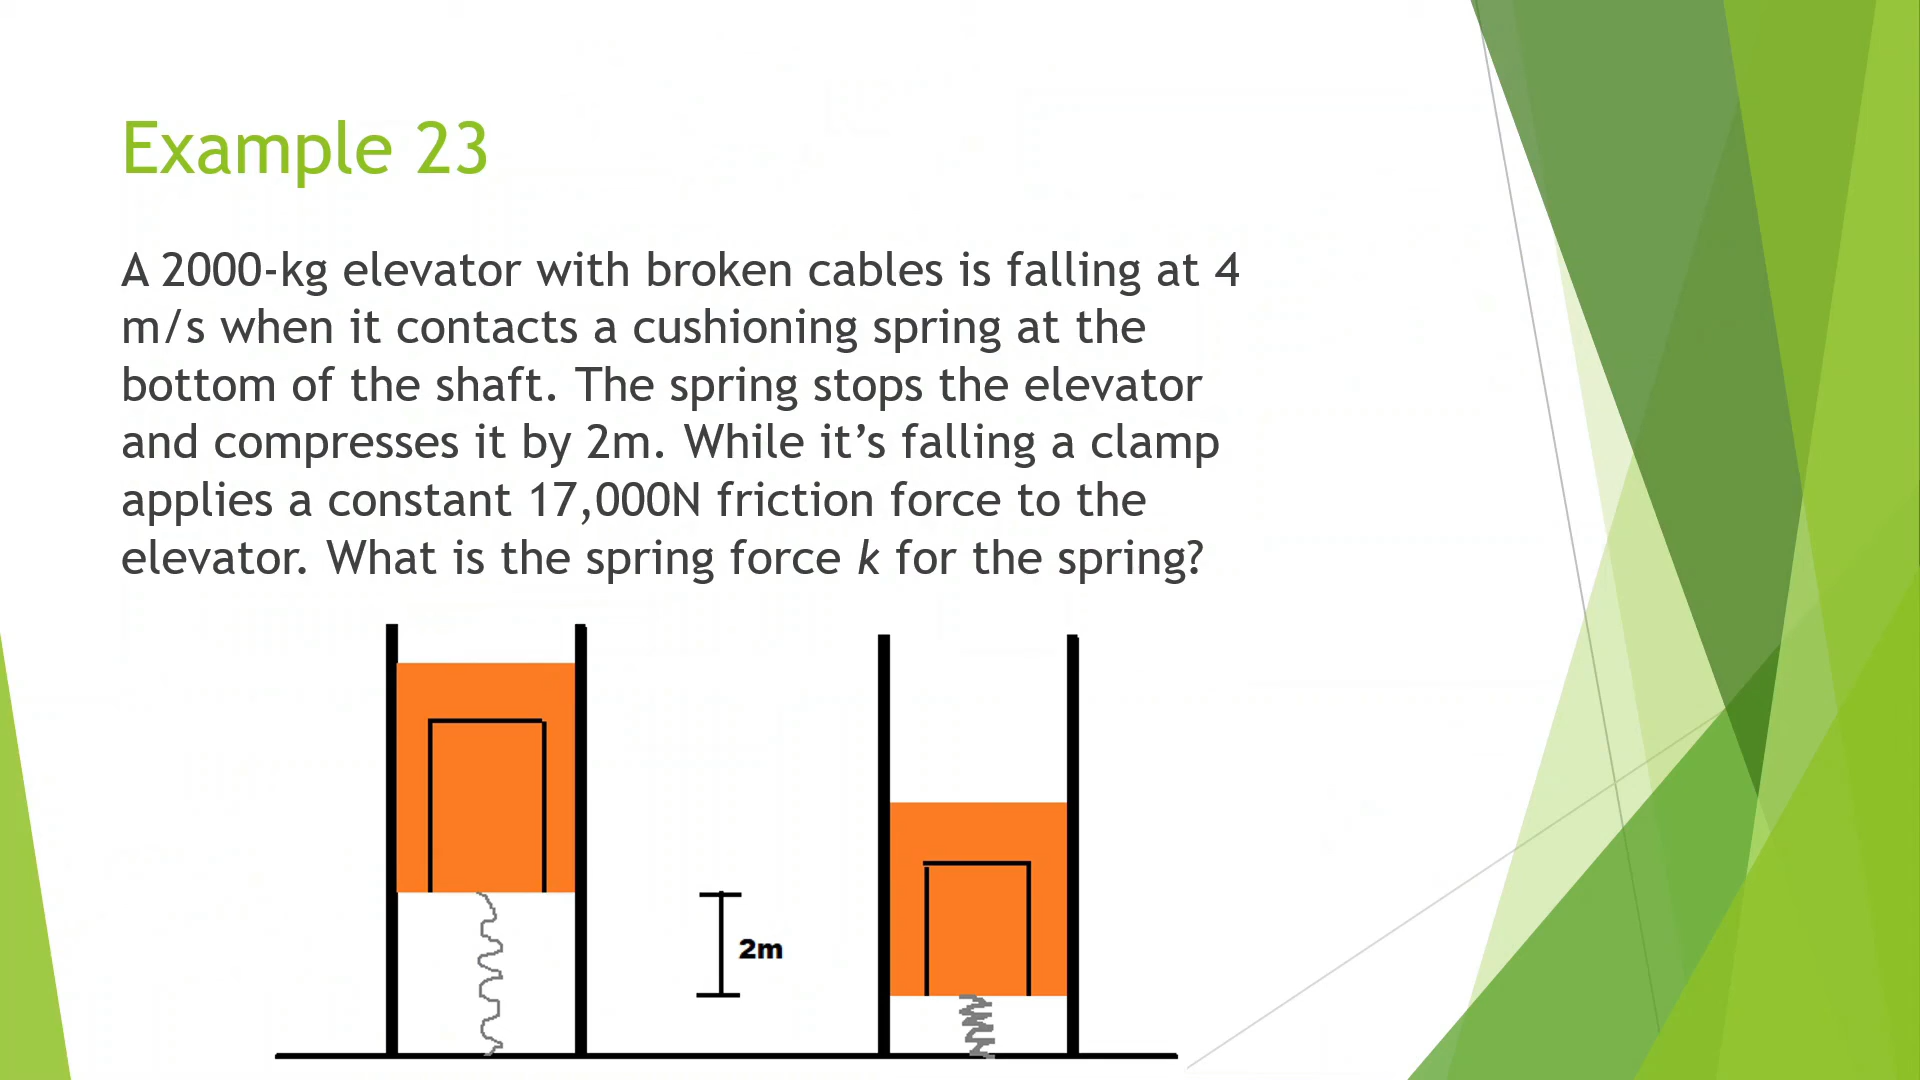 Example 23
A 2000-kg elevator with broken cables is falling at 4
m/s when it contacts a cushioning spring at the
bottom of the shaft. The spring stops the elevator
and compresses it by 2m. While it’s falling a clamp
applies a constant 17,000N friction force to the
elevator. What is the spring force k for the spring?
2m